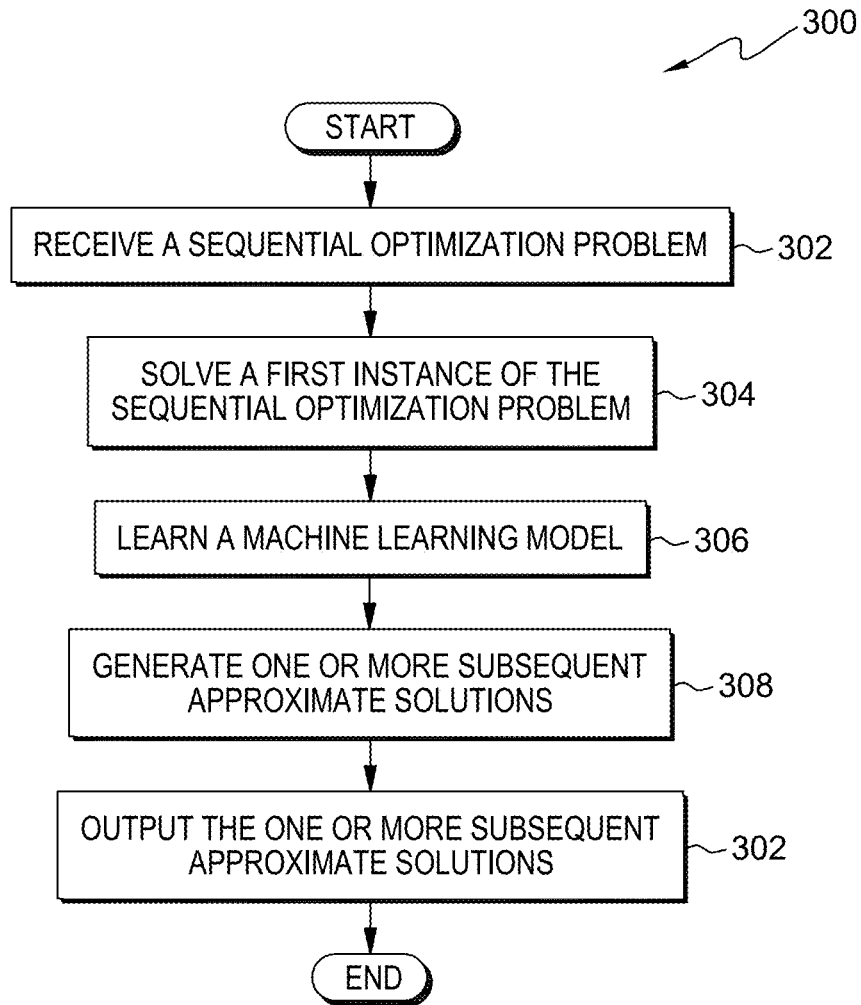 300
START
RECEIVE A SEQUENTIAL OPTIMIZATION PROBLEM
302
SOLVE A FIRST INSTANCE OF THE
SEQUENTIAL OPTIMIZATION PROBLEM
304
LEARN A MACHINE LEARNING MODEL
306
GENERATE ONE OR MORE SUBSEQUENT
APPROXIMATE SOLUTIONS
308
OUTPUT THE ONE OR MORE SUBSEQUENT
APPROXIMATE SOLUTIONS
302
END